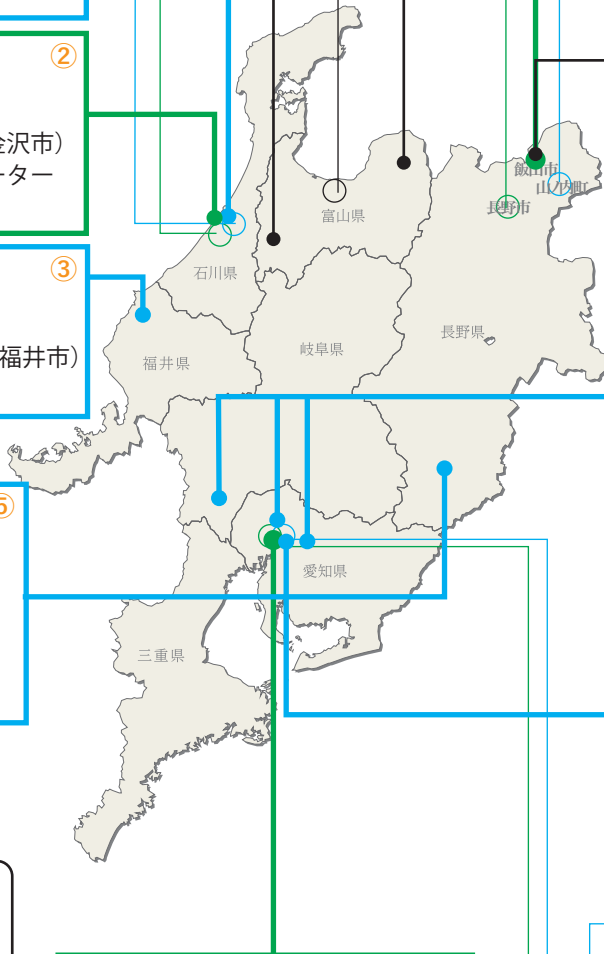 ②
金沢市）
ーター
飯山市
山ノ内町
長野市
富山県
石川県
③
福井市）
長野県
岐阜県
福井県
⑤
愛知県
三重県